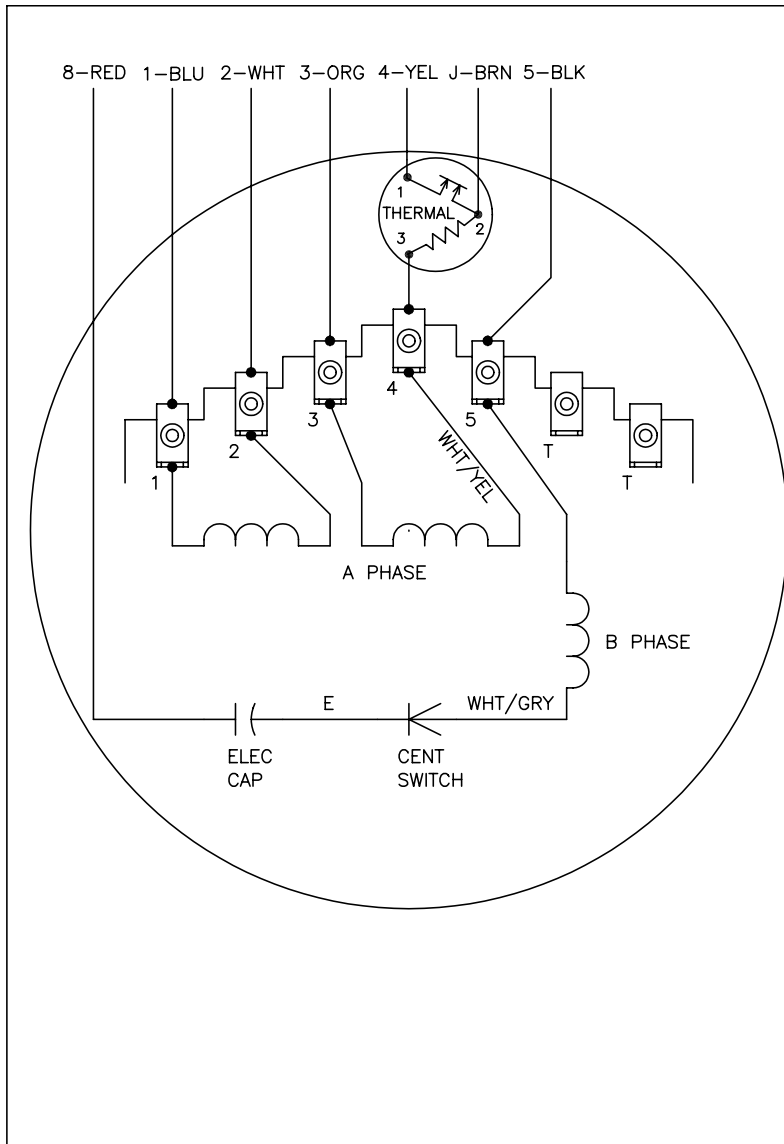 8-RED 1-BLU 2-WHT 3-ORG 4-YEL J-BRN 5-BLK
1
THERMAL
2
3
4
3
5
2
T
1
T
WHT/YEL
A PHASE
B PHASE
E
WHT/GRY
ELEC
CAP
CENT
SWITCH